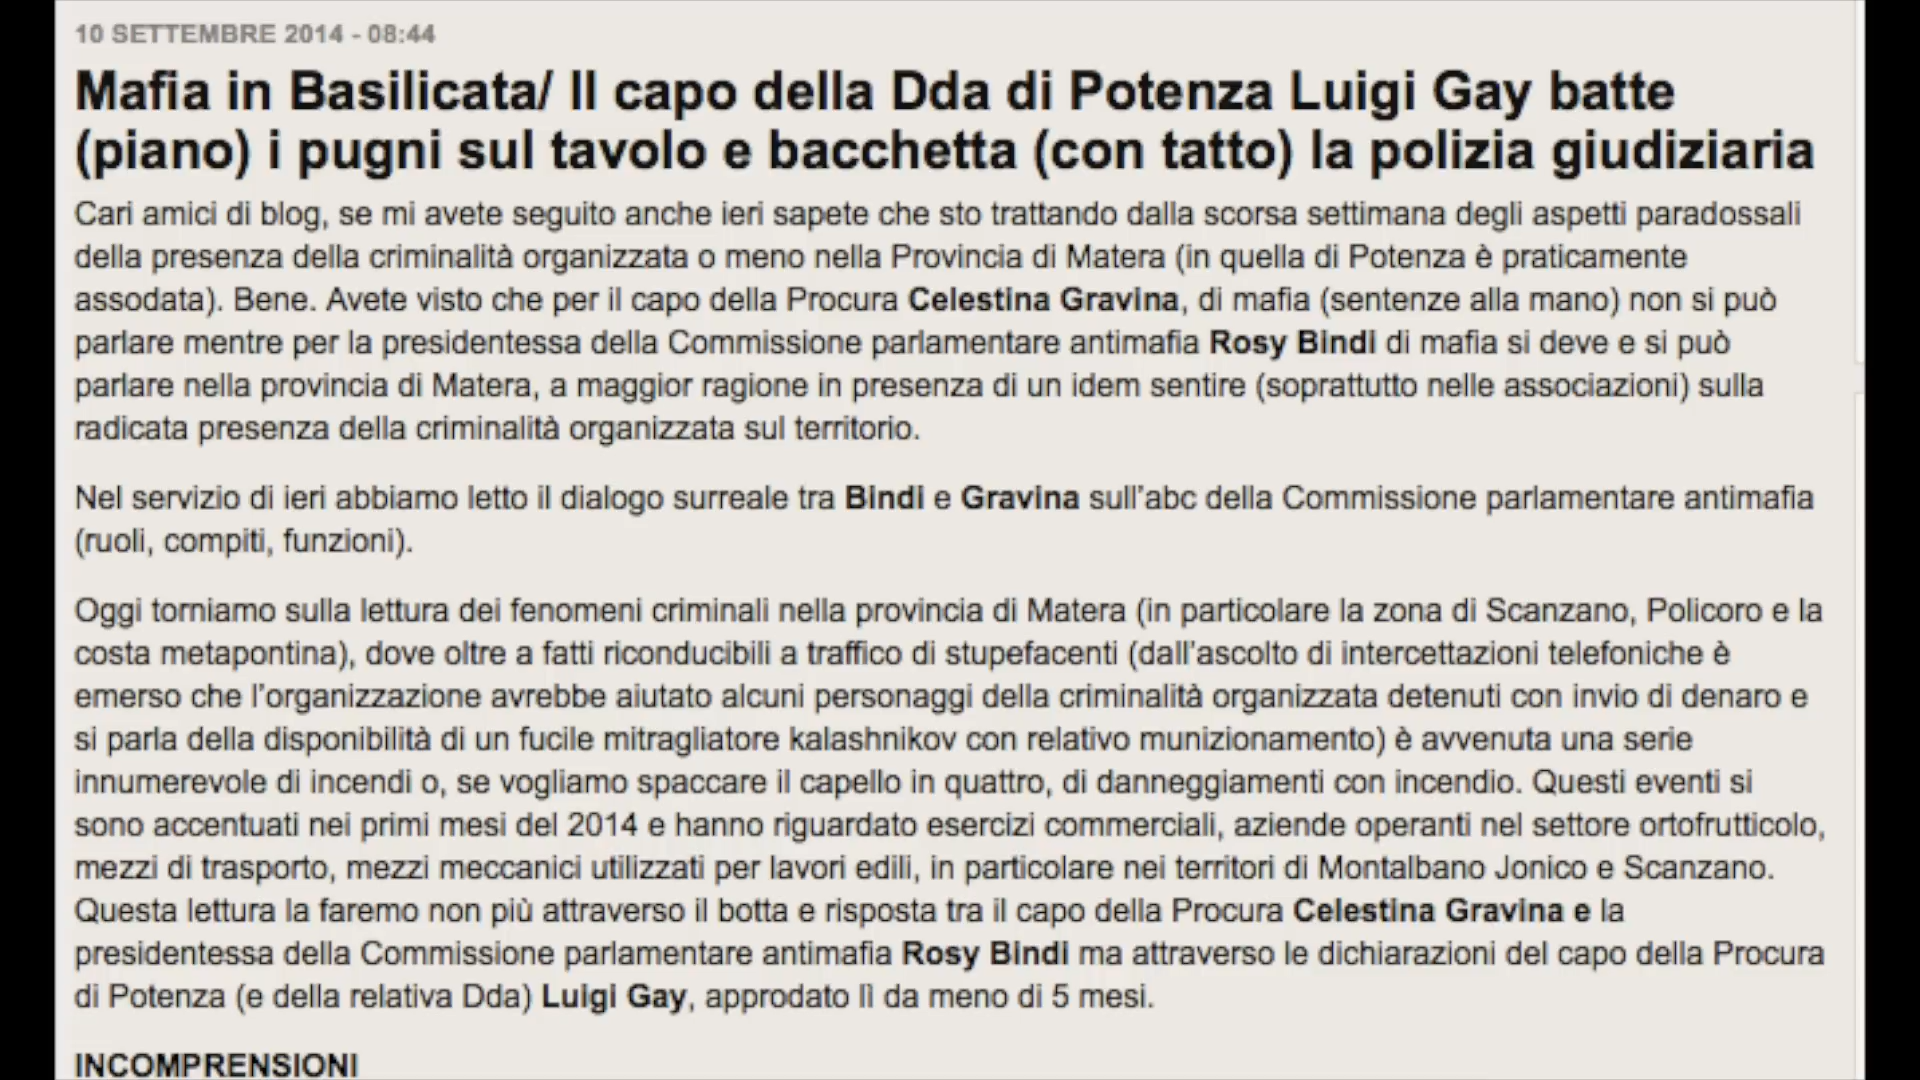 10 SETTEMBRE 2014 - 08:44
Mafia in Basilicata/ Il capo della Dda di Potenza Luigi Gay batte
(piano) i pugni sul tavolo e bacchetta (con tatto) la polizia giudiziaria
Cari amici di blog, se mi avete seguito anche ieri sapete che sto trattando dalla scorsa settimana degli aspetti paradossali
della presenza della criminalità organizzata o meno nella Provincia di Matera (in quella di Potenza è praticamente
assodata). Bene. Avete visto che per il capo della Procura Celestina Gravina, di mafia (sentenze alla mano) non si può
parlare mentre per la presidentessa della Commissione parlamentare antimafia Rosy Bindi di mafia si deve e si può
parlare nella provincia di Matera, a maggior ragione in presenza di un idem sentire (soprattutto nelle associazioni) sulla
radicata presenza della criminalità organizzata sul territorio.
Nel servizio di ieri abbiamo letto il dialogo surreale tra Bindi e Gravina sull'abc della Commissione parlamentare antimafia
(ruoli, compiti, funzioni).
Oggi torniamo sulla lettura dei fenomeni criminali nella provincia di Matera (in particolare la zona di Scanzano, Policoro e la
costa metapontina), dove oltre a fatti riconducibili a traffico di stupefacenti (dall'ascolto di intercettazioni telefoniche è
emerso che l'organizzazione avrebbe aiutato alcuni personaggi della criminalità organizzata detenuti con invio di denaro e
si parla della disponibilità di un fucile mitragliatore kalashnikov con relativo munizionamento) è avvenuta una serie
innumerevole di incendi o, se vogliamo spaccare il capello in quattro, di danneggiamenti con incendio. Questi eventi si
sono accentuati nei primi mesi del 2014 e hanno riguardato esercizi commerciali, aziende operanti nel settore ortofrutticolo,
mezzi di trasporto, mezzi meccanici utilizzati per lavori edili, in particolare nei territori di Montalbano Jonico e Scanzano.
Questa lettura la faremo non più attraverso il botta e risposta tra il capo della Procura Celestina Gravina e la
presidentessa della Commissione parlamentare antimafia Rosy Bindi ma attraverso le dichiarazioni del capo della Procura
di Potenza (e della relativa Dda) Luigi Gay, approdato lì da meno di 5 mesi.
INCOMPRENSIONI